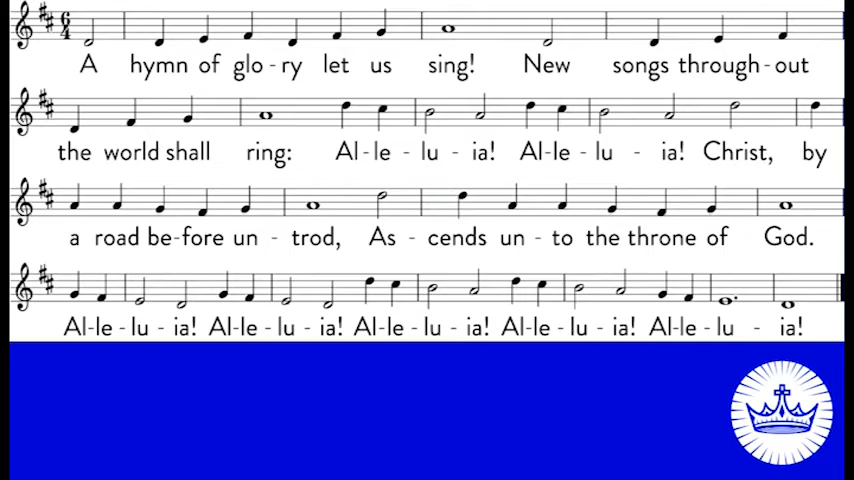 6
4
A hymn of glo - ry let us sing! New songs through - out
the world shall ring: Al - le - lu - ia! Al - le - lu - ia! Christ, by
a road be - fore un - trod, As - cends un - to the throne of God.
Al - le - lu - ia! Al - le - lu - ia! Al - le - lu - ia! Al - le - lu - ia! Al - le - lu - ia!